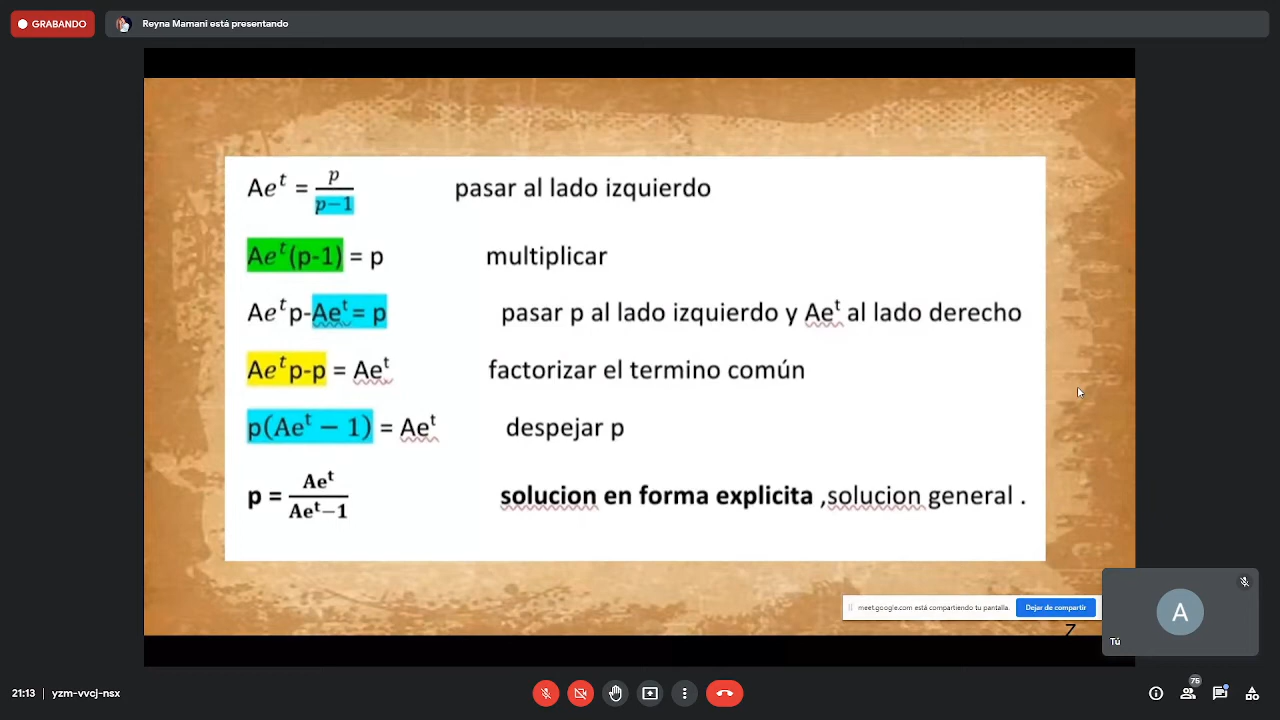 GRABANDO
Reyna Mamani está presentando
Ae^t = p/(p−1) pasar al lado izquierdo
Ae^t(p-1) = p multiplicar
Ae^t p-Ae^t = p pasar p al lado izquierdo y Ae^t al lado derecho
Ae^t p-p = Ae^t factorizar el termino común
p(Ae^t − 1) = Ae^t despejar p
p = Ae^t/(Ae^t−1) solucion en forma explicita ,solucion general .
meet.google.com está compartiendo tu pantalla.
Dejar de compartir
7
A
Tú
21:13 | yzm-vvcj-nsx
75